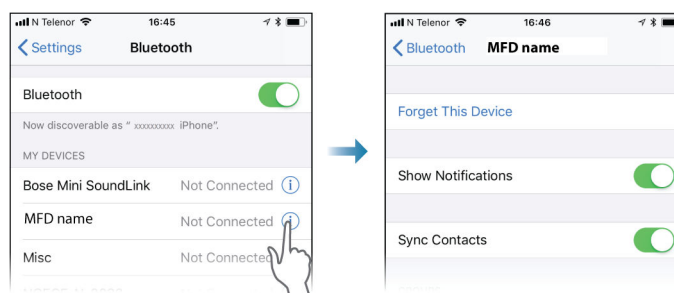 N Telenor 16:45
Settings Bluetooth
Bluetooth
Now discoverable as " xxxxxxxxxx iPhone".
MY DEVICES
Bose Mini SoundLink Not Connected i
MFD name Not Connected i
Misc Not Connected
N Telenor 16:46
Bluetooth MFD name
Forget This Device
Show Notifications
Sync Contacts